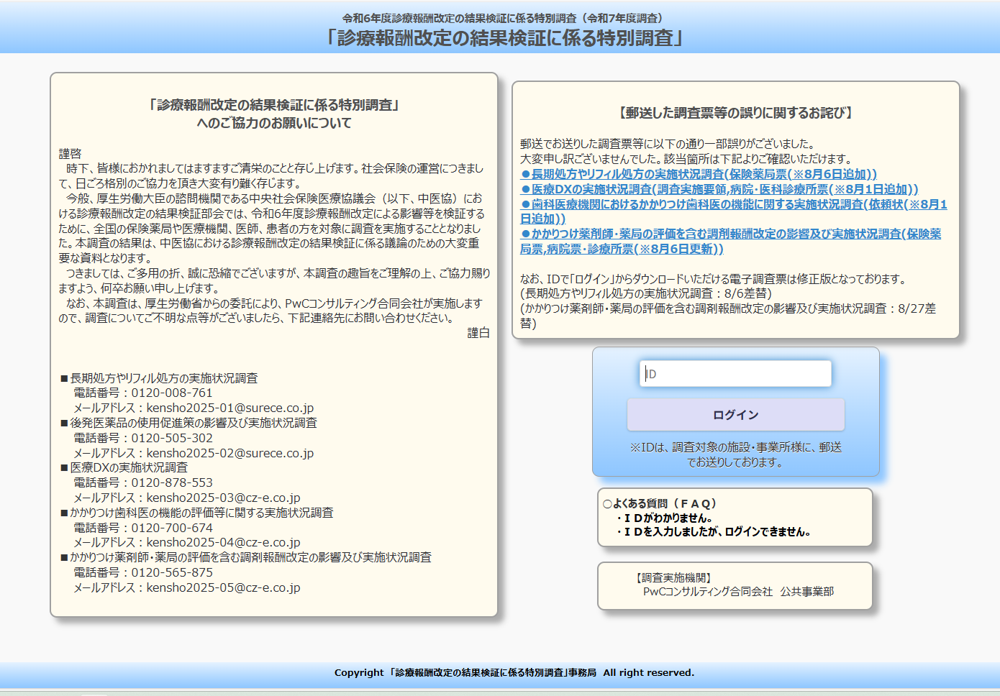 令和6年度診療報酬改定の結果検証に係る特別調査（令和7年度調査）
「診療報酬改定の結果検証に係る特別調査」
「診療報酬改定の結果検証に係る特別調査」
へのご協力のお願いについて
謹啓
時下、皆様におかれましてはますますご清栄のことと存じ上げます。社会保険の運営につきまし
て、日ごろ格別のご協力を頂き大変有り難く存じます。
今般、厚生労働大臣の諮問機関である中央社会保険医療協議会（以下、中医協）にお
ける診療報酬改定の結果検証部会では、令和6年度診療報酬改定による影響等を検証する
ために、全国の保険薬局や医療機関、医師、患者の方を対象に調査を実施することとなりまし
た。本調査の結果は、中医協における診療報酬改定の結果検証に係る議論のための大変重
要な資料となります。
つきましては、ご多用の折、誠に恐縮でございますが、本調査の趣旨をご理解の上、ご協力賜り
ますよう、何卒お願い申し上げます。
なお、本調査は、厚生労働省からの委託により、PwCコンサルティング合同会社が実施します
ので、調査についてご不明な点等がございましたら、下記連絡先にお問い合わせください。
謹白
■長期処方やリフィル処方の実施状況調査
電話番号：0120-008-761
メールアドレス：kensho2025-01@surece.co.jp
■後発医薬品の使用促進策の影響及び実施状況調査
電話番号：0120-505-302
メールアドレス：kensho2025-02@surece.co.jp
■医療DXの実施状況調査
電話番号：0120-878-553
メールアドレス：kensho2025-03@cz-e.co.jp
■かかりつけ歯科医の機能の評価等に関する実施状況調査
電話番号：0120-700-674
メールアドレス：kensho2025-04@cz-e.co.jp
■かかりつけ薬剤師・薬局の評価を含む調剤報酬改定の影響及び実施状況調査
電話番号：0120-565-875
メールアドレス：kensho2025-05@cz-e.co.jp
【郵送した調査票等の誤りに関するお詫び】
郵送でお送りした調査票等に以下の通り一部誤りがございました。
大変申し訳ございませんでした。該当箇所は下記よりご確認いただけます。
●長期処方やリフィル処方の実施状況調査(保険薬局票(※8月6日追加))
●医療DXの実施状況調査(調査実施要領,病院・医科診療所票(※8月1日追加))
●歯科医療機関におけるかかりつけ歯科医の機能に関する実施状況調査(依頼状(※8月1
日追加))
●かかりつけ薬剤師・薬局の評価を含む調剤報酬改定の影響及び実施状況調査(保険薬
局票,病院票・診療所票(※8月6日更新))
なお、IDで「ログイン」からダウンロードいただける電子調査票は修正版となっております。
(長期処方やリフィル処方の実施状況調査：8/6差替)
(かかりつけ薬剤師・薬局の評価を含む調剤報酬改定の影響及び実施状況調査：8/27差
替)
ID
ログイン
※IDは、調査対象の施設・事業所様に、郵送
でお送りしております。
○よくある質問（ＦＡＱ）
・ＩＤがわかりません。
・ＩＤを入力しましたが、ログインできません。
【調査実施機関】
PwCコンサルティング合同会社　公共事業部
Copyright 「診療報酬改定の結果検証に係る特別調査」事務局 All right reserved.